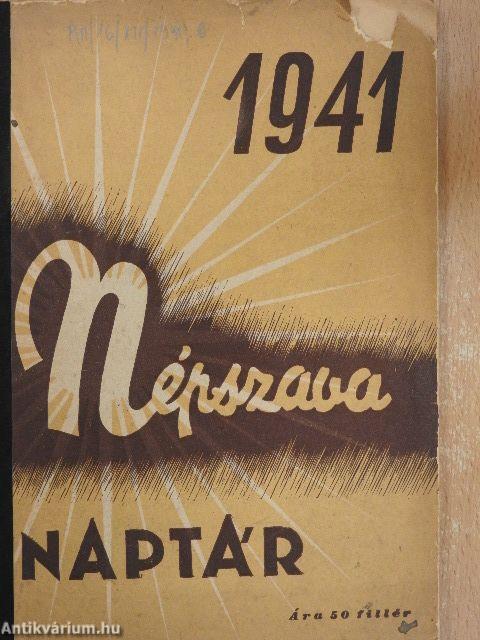 1941
Népszava
NAPTÁR
Ára 50 fillér
Antikvárium.hu